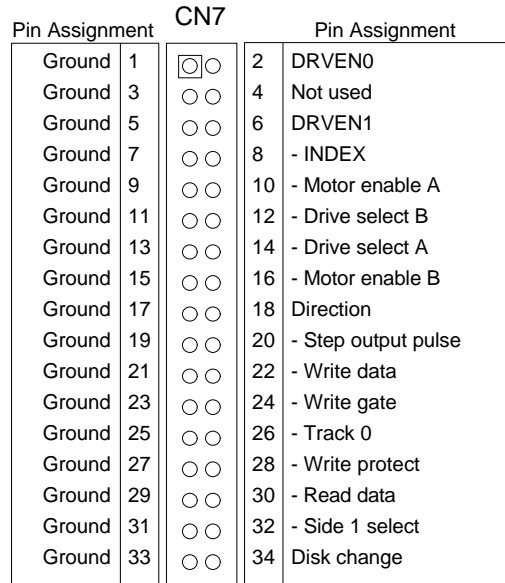 CN7
Pin Assignment Pin Assignment
Ground 1 2 DRVEN0
Ground 3 4 Not used
Ground 5 6 DRVEN1
Ground 7 8 - INDEX
Ground 9 10 - Motor enable A
Ground 11 12 - Drive select B
Ground 13 14 - Drive select A
Ground 15 16 - Motor enable B
Ground 17 18 Direction
Ground 19 20 - Step output pulse
Ground 21 22 - Write data
Ground 23 24 - Write gate
Ground 25 26 - Track 0
Ground 27 28 - Write protect
Ground 29 30 - Read data
Ground 31 32 - Side 1 select
Ground 33 34 Disk change